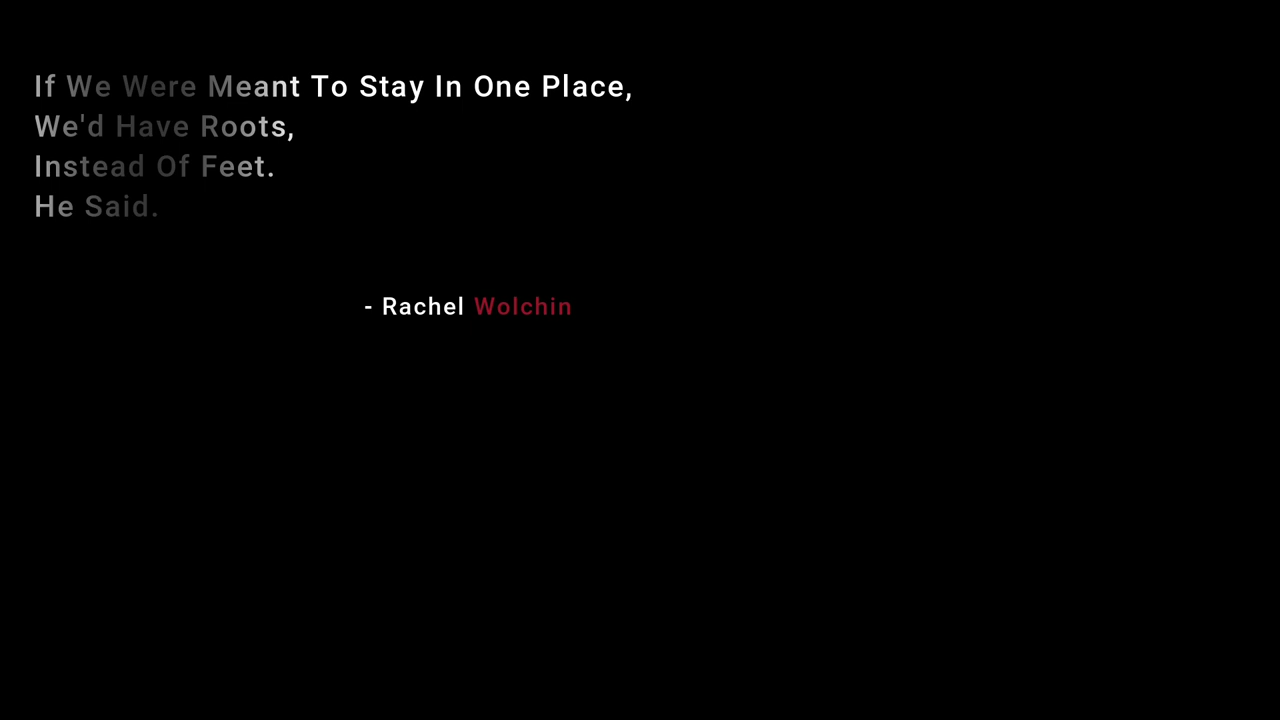 If We Were Meant To Stay In One Place,
We'd Have Roots,
Instead Of Feet.
He Said.
- Rachel Wolchin